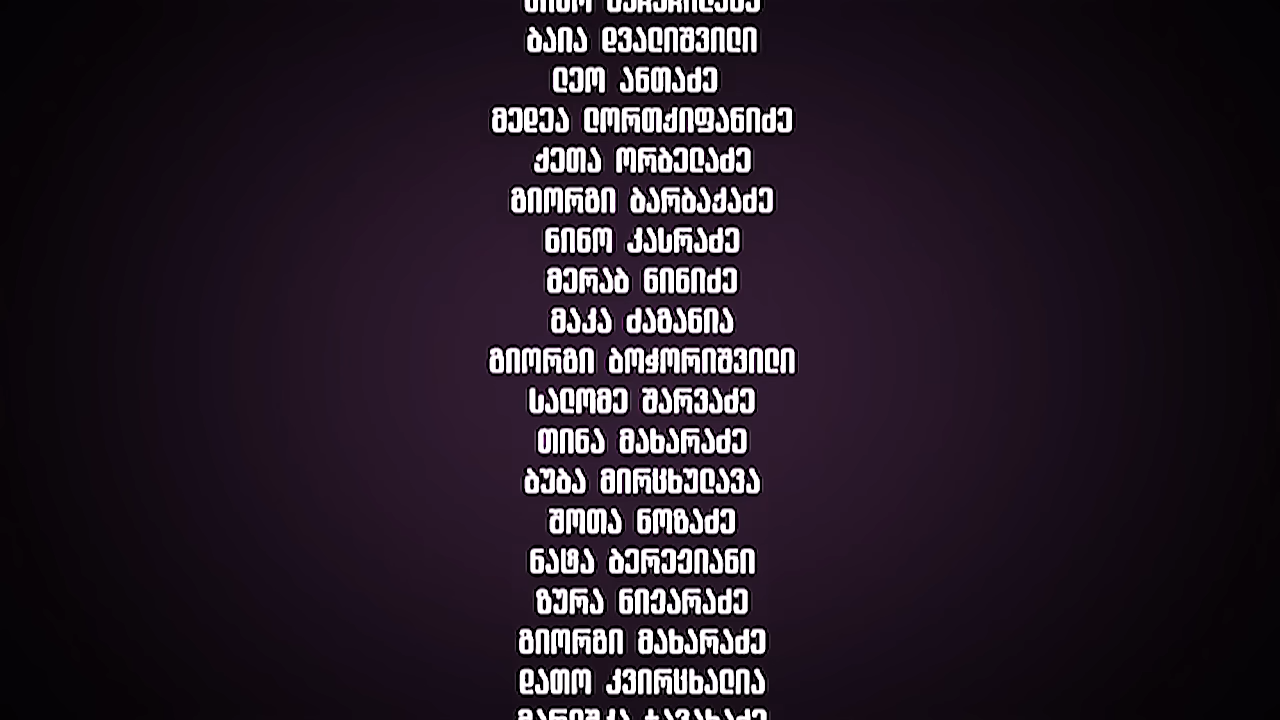 ბაია დვალიშვილი
ლეო ანთაძე
მედეა ლორთქიფანიძე
ქეთა ორბელაძე
გიორგი ბარბაქაძე
ნინო კასრაძე
მერაბ ნინიძე
მაკა ძაგანია
გიორგი ბოჭორიშვილი
სალომე შარვაძე
თინა მახარაძე
ბუბა მირცხულავა
შოთა ნოზაძე
ნატა ბერეჟიანი
ზურა ნიჟარაძე
გიორგი მახარაძე
დათო კვირცხალია